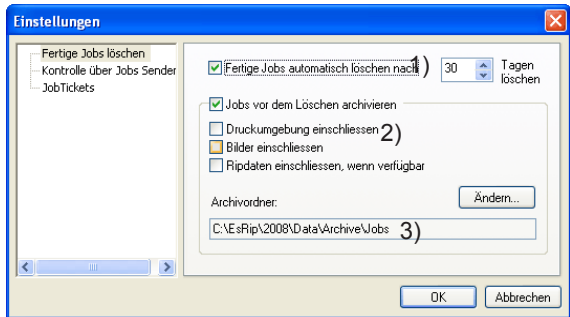 Einstellungen
Fertige Jobs löschen
Kontrolle über Jobs Sender
JobTickets
Fertige Jobs automatisch löschen nach 1) 30 Tagen
löschen
Jobs vor dem Löschen archivieren
Druckumgebung einschliessen 2)
Bilder einschliessen
Ripdaten einschliessen, wenn verfügbar
Archivordner:
Ändern...
C:\EsRip\2008\Data\Archive\Jobs 3)
OK Abbrechen